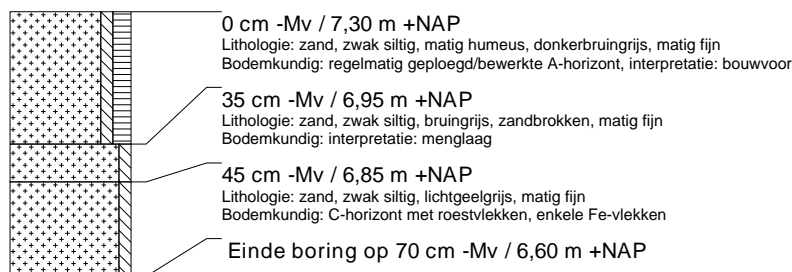 0 cm -Mv / 7,30 m +NAP
Lithologie: zand, zwak siltig, matig humeus, donkerbruingrijs, matig fijn
Bodemkundig: regelmatig geploegd/bewerkte A-horizont, interpretatie: bouwvoor
35 cm -Mv / 6,95 m +NAP
Lithologie: zand, zwak siltig, bruingrijs, zandbrokken, matig fijn
Bodemkundig: interpretatie: menglaag
45 cm -Mv / 6,85 m +NAP
Lithologie: zand, zwak siltig, lichtgeelgrijs, matig fijn
Bodemkundig: C-horizont met roestvlekken, enkele Fe-vlekken
Einde boring op 70 cm -Mv / 6,60 m +NAP